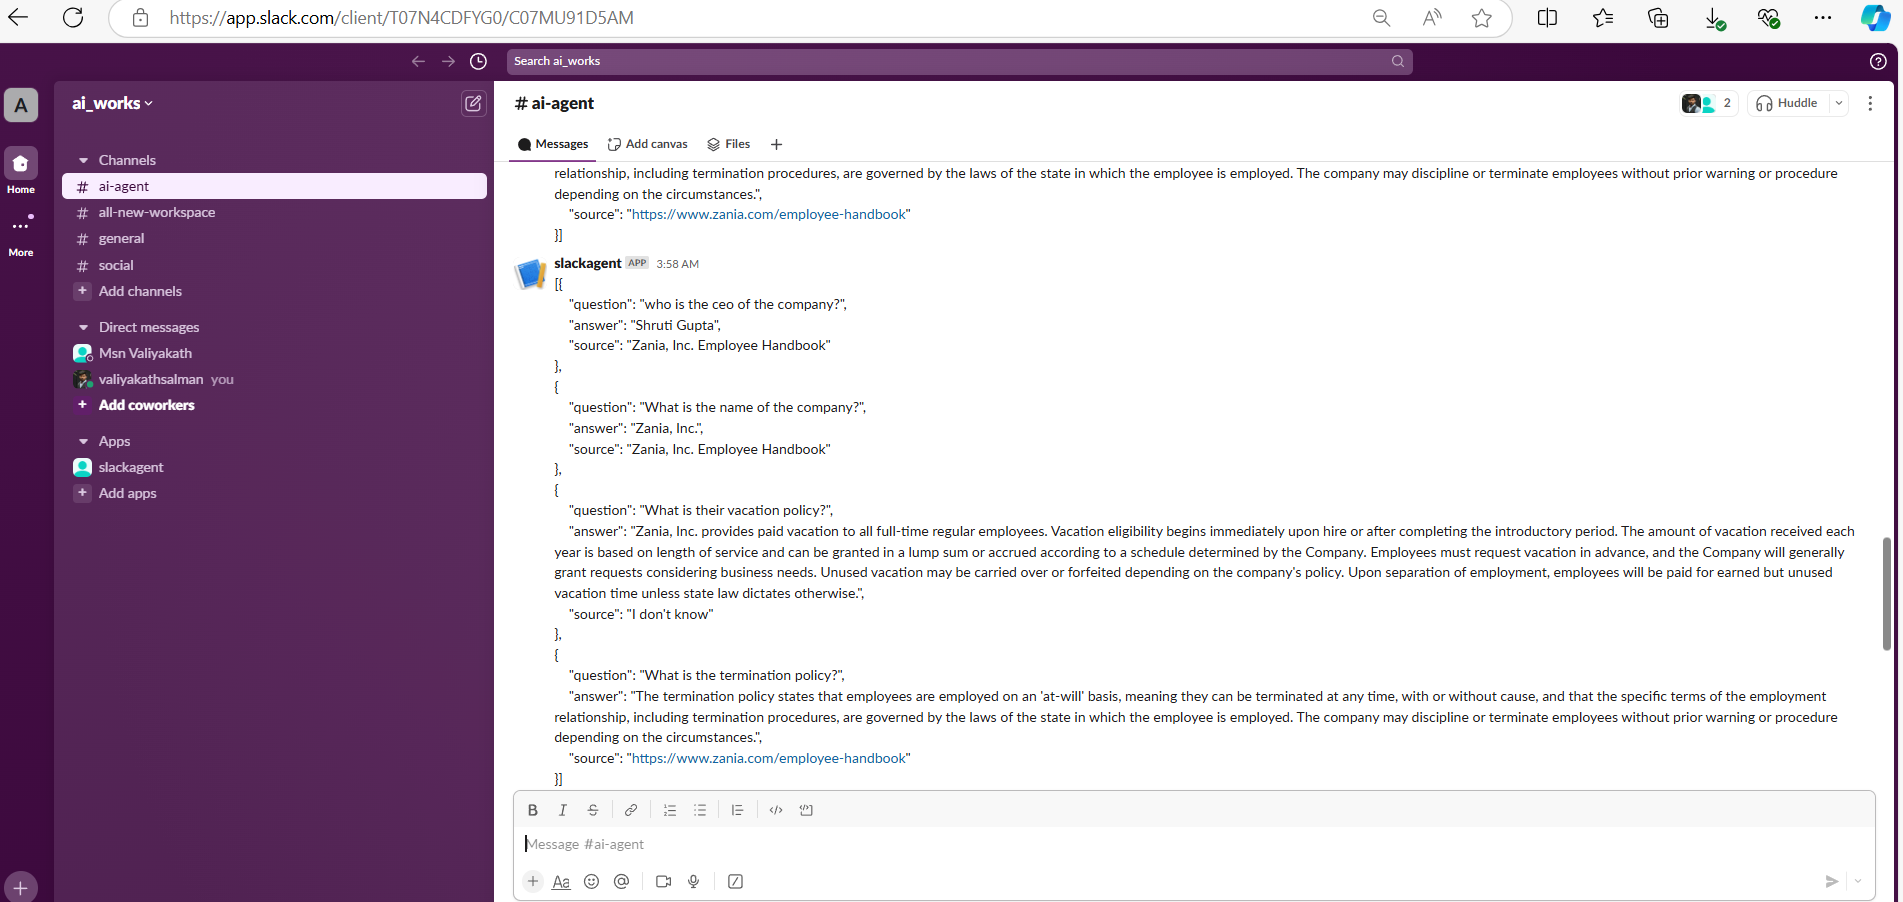 https://app.slack.com/client/T07N4CDFYG0/C07MU91D5AM
Search ai_works
A
Home
More
ai_works
Channels
# ai-agent
# all-new-workspace
# general
# social
+ Add channels
Direct messages
Msn Valiyakath
valiyakathsalman you
+ Add coworkers
Apps
slackagent
+ Add apps
# ai-agent
2
Huddle
Messages
Add canvas
Files
relationship, including termination procedures, are governed by the laws of the state in which the employee is employed. The company may discipline or terminate employees without prior warning or procedure
depending on the circumstances.",
"source": "https://www.zania.com/employee-handbook"
}]
slackagent APP 3:58 AM
[{
"question": "who is the ceo of the company?",
"answer": "Shruti Gupta",
"source": "Zania, Inc. Employee Handbook"
},
{
"question": "What is the name of the company?",
"answer": "Zania, Inc.",
"source": "Zania, Inc. Employee Handbook"
},
{
"question": "What is their vacation policy?",
"answer": "Zania, Inc. provides paid vacation to all full-time regular employees. Vacation eligibility begins immediately upon hire or after completing the introductory period. The amount of vacation received each
year is based on length of service and can be granted in a lump sum or accrued according to a schedule determined by the Company. Employees must request vacation in advance, and the Company will generally
grant requests considering business needs. Unused vacation may be carried over or forfeited depending on the company's policy. Upon separation of employment, employees will be paid for earned but unused
vacation time unless state law dictates otherwise.",
"source": "I don't know"
},
{
"question": "What is the termination policy?",
"answer": "The termination policy states that employees are employed on an 'at-will' basis, meaning they can be terminated at any time, with or without cause, and that the specific terms of the employment
relationship, including termination procedures, are governed by the laws of the state in which the employee is employed. The company may discipline or terminate employees without prior warning or procedure
depending on the circumstances.",
"source": "https://www.zania.com/employee-handbook"
}]
Message #ai-agent
Aa